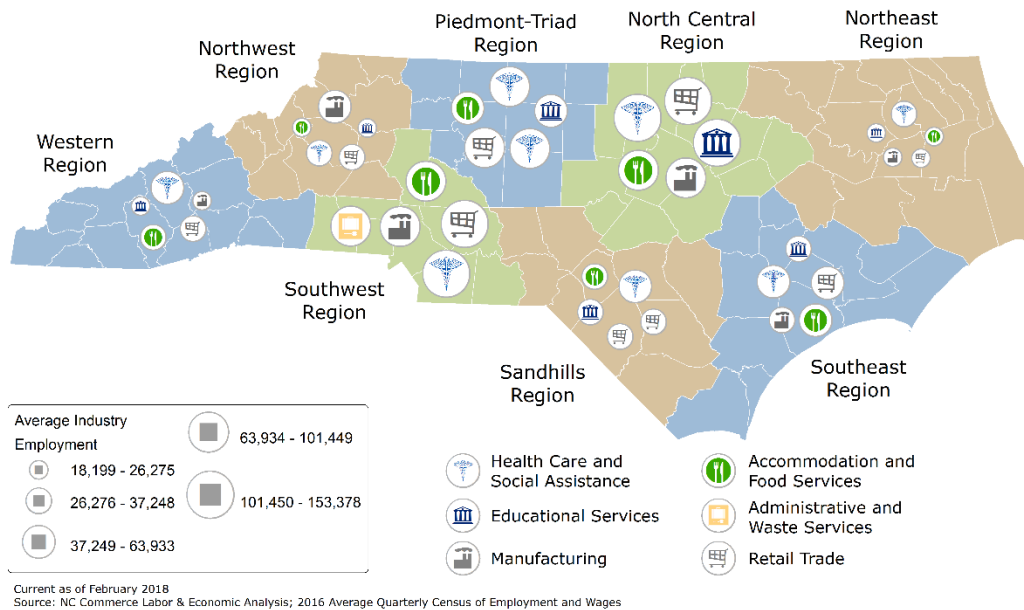 Piedmont-Triad
Region
North Central
Region
Northeast
Region
Northwest
Region
Western
Region
Southwest
Region
Sandhills
Region
Southeast
Region
Average Industry
Employment
18,199 - 26,275
26,276 - 37,248
37,249 - 63,933
63,934 - 101,449
101,450 - 153,378
Health Care and
Social Assistance
Educational Services
Manufacturing
Accommodation and
Food Services
Administrative and
Waste Services
Retail Trade
Current as of February 2018
Source: NC Commerce Labor & Economic Analysis; 2016 Average Quarterly Census of Employment and Wages